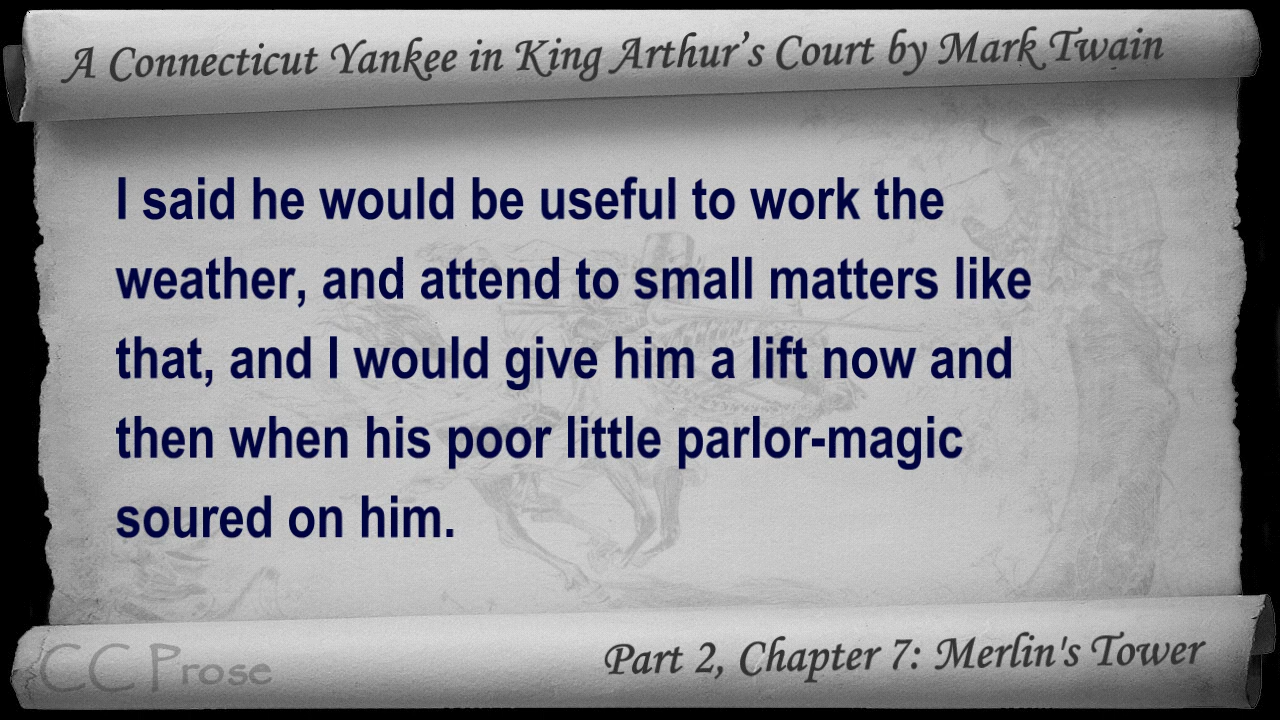 A Connecticut Yankee in King Arthur's Court by Mark Twain
I said he would be useful to work the
weather, and attend to small matters like
that, and I would give him a lift now and
then when his poor little parlor-magic
soured on him.
CC Prose
Part 2, Chapter 7: Merlin's Tower